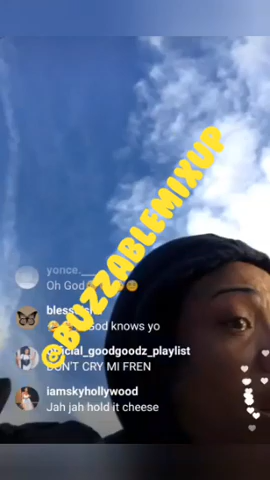 @BUZZABLEMIXUP
yonce.___
Oh God
God knows yo
official_goodgoodz_playlist
DON'T CRY MI FREN
iamskyhollywood
Jah jah hold it cheese